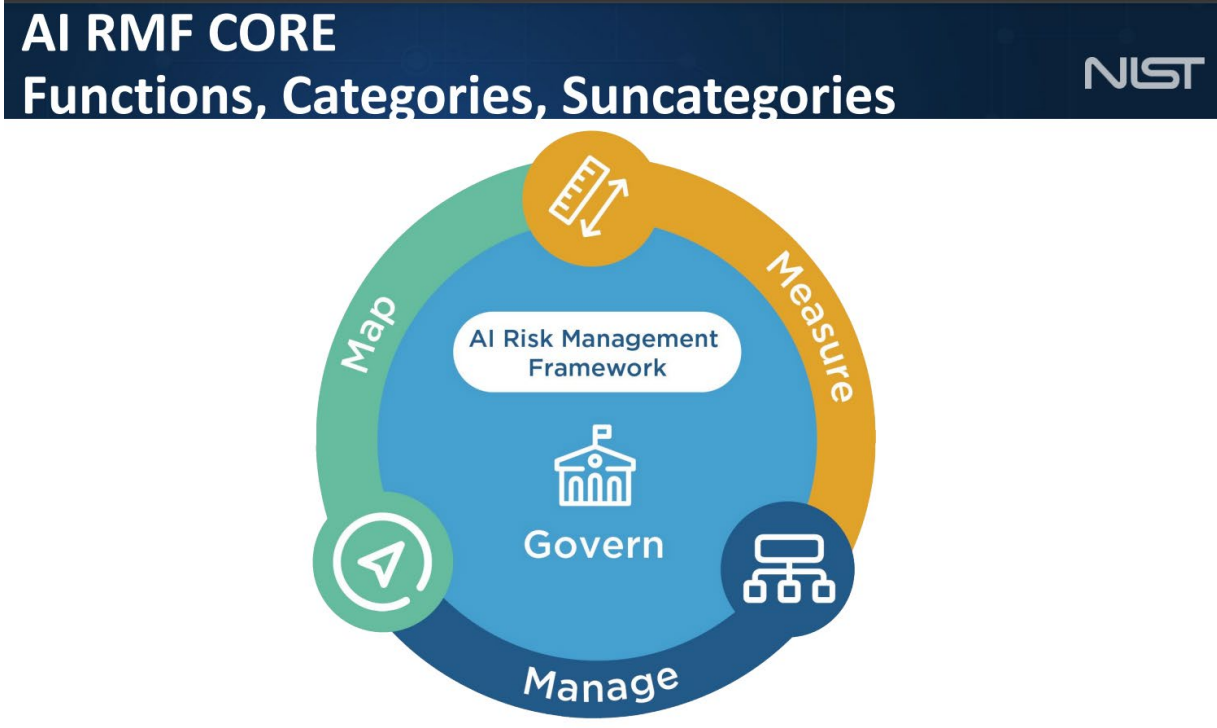 AI RMF CORE
Functions, Categories, Suncategories
NIST
Map
Measure
AI Risk Management
Framework
Govern
Manage